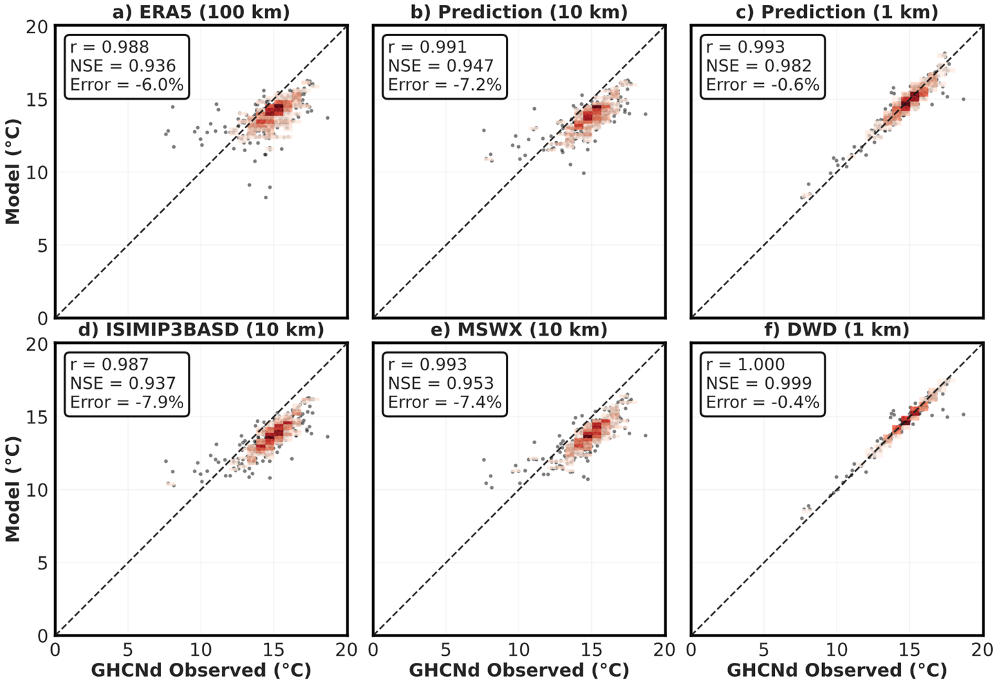 a) ERA5 (100 km)
b) Prediction (10 km)
c) Prediction (1 km)
20
15
10
5
0
Model (°C)
r = 0.988
NSE = 0.936
Error = -6.0%
r = 0.991
NSE = 0.947
Error = -7.2%
r = 0.993
NSE = 0.982
Error = -0.6%
d) ISIMIP3BASD (10 km)
e) MSWX (10 km)
f) DWD (1 km)
20
15
10
5
0
Model (°C)
r = 0.987
NSE = 0.937
Error = -7.9%
r = 0.993
NSE = 0.953
Error = -7.4%
r = 1.000
NSE = 0.999
Error = -0.4%
0 5 10 15 20
0 5 10 15 20
0 5 10 15 20
GHCNd Observed (°C)
GHCNd Observed (°C)
GHCNd Observed (°C)